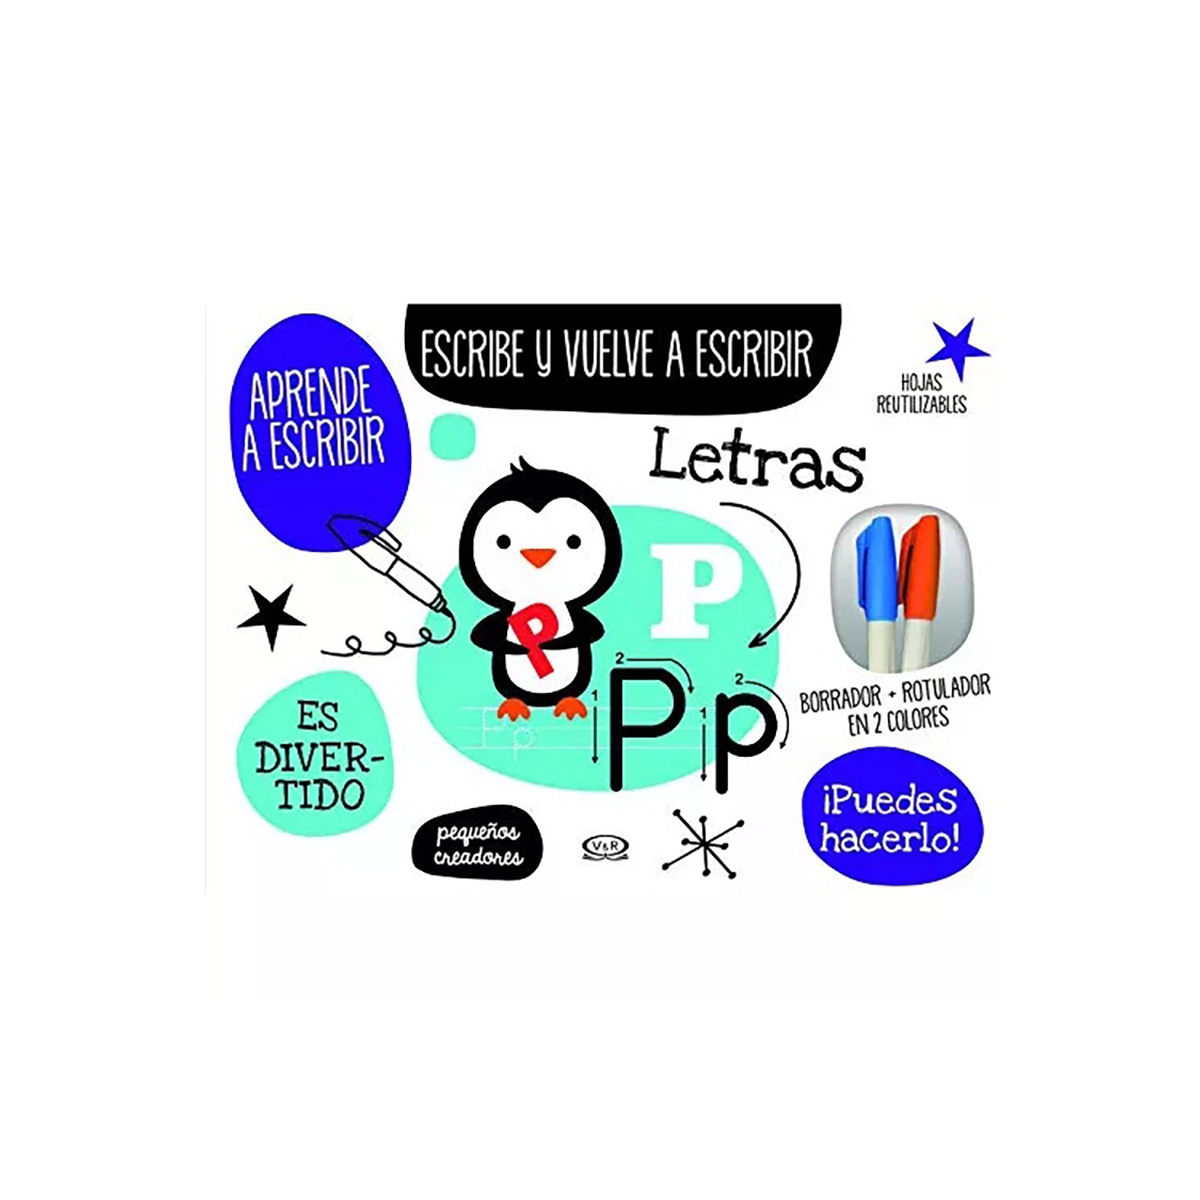 ESCRIBE Y VUELVE A ESCRIBIR
APRENDE
A ESCRIBIR
HOJAS
REUTILIZABLES
Letras
P
P
2
2
1
1
P p
P p
BORRADOR + ROTULADOR
EN 2 COLORES
ES
DIVER-
TIDO
¡Puedes
hacerlo!
pequeños
creadores
V&R